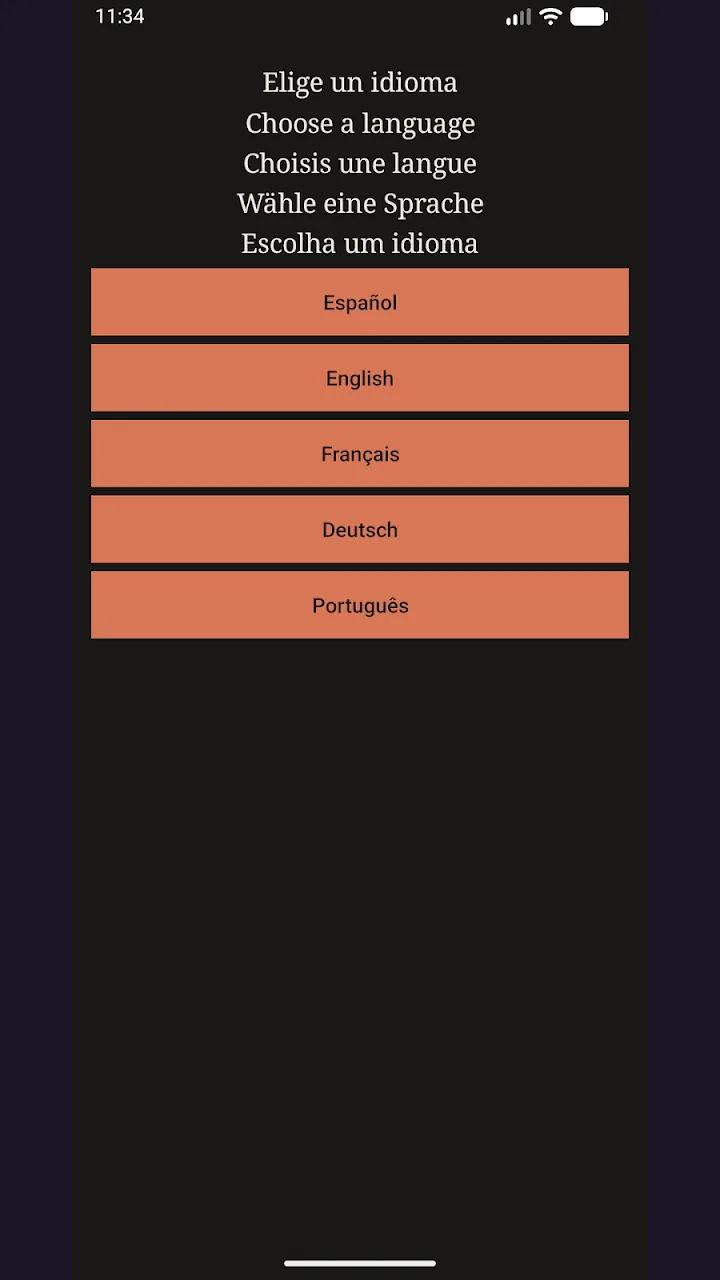 11:34
Elige un idioma
Choose a language
Choisis une langue
Wähle eine Sprache
Escolha um idioma
Español
English
Français
Deutsch
Português